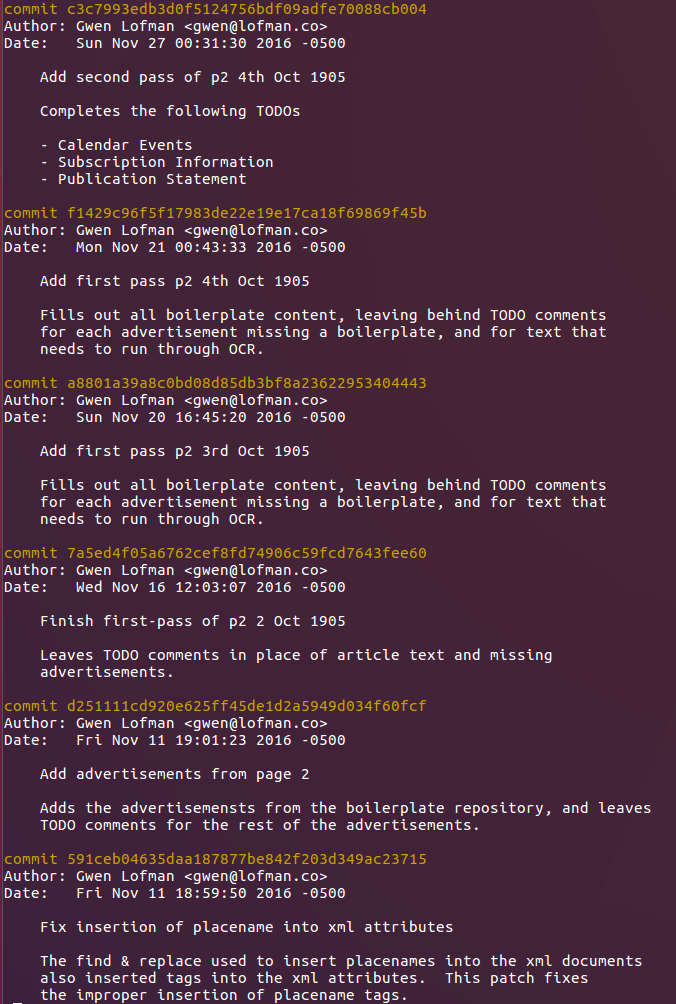 commit c3c7993edb3d0f5124756bdf09adfe70088cb004
Author: Gwen Lofman <gwen@lofman.co>
Date:   Sun Nov 27 00:31:30 2016 -0500
Add second pass of p2 4th Oct 1905
Completes the following TODOs
- Calendar Events
- Subscription Information
- Publication Statement
commit f1429c96f5f17983de22e19e17ca18f69869f45b
Author: Gwen Lofman <gwen@lofman.co>
Date:   Mon Nov 21 00:43:33 2016 -0500
Add first pass p2 4th Oct 1905
Fills out all boilerplate content, leaving behind TODO comments
for each advertisement missing a boilerplate, and for text that
needs to run through OCR.
commit a8801a39a8c0bd08d85db3bf8a23622953404443
Author: Gwen Lofman <gwen@lofman.co>
Date:   Sun Nov 20 16:45:20 2016 -0500
Add first pass p2 3rd Oct 1905
Fills out all boilerplate content, leaving behind TODO comments
for each advertisement missing a boilerplate, and for text that
needs to run through OCR.
commit 7a5ed4f05a6762cef8fd74906c59fcd7643fee60
Author: Gwen Lofman <gwen@lofman.co>
Date:   Wed Nov 16 12:03:07 2016 -0500
Finish first-pass of p2 2 Oct 1905
Leaves TODO comments in place of article text and missing
advertisements.
commit d251111cd920e625ff45de1d2a5949d034f60fcf
Author: Gwen Lofman <gwen@lofman.co>
Date:   Fri Nov 11 19:01:23 2016 -0500
Add advertisements from page 2
Adds the advertisemensts from the boilerplate repository, and leaves
TODO comments for the rest of the advertisements.
commit 591ceb04635daa187877be842f203d349ac23715
Author: Gwen Lofman <gwen@lofman.co>
Date:   Fri Nov 11 18:59:50 2016 -0500
Fix insertion of placename into xml attributes
The find & replace used to insert placenames into the xml documents
also inserted tags into the xml attributes.  This patch fixes
the improper insertion of placename tags.